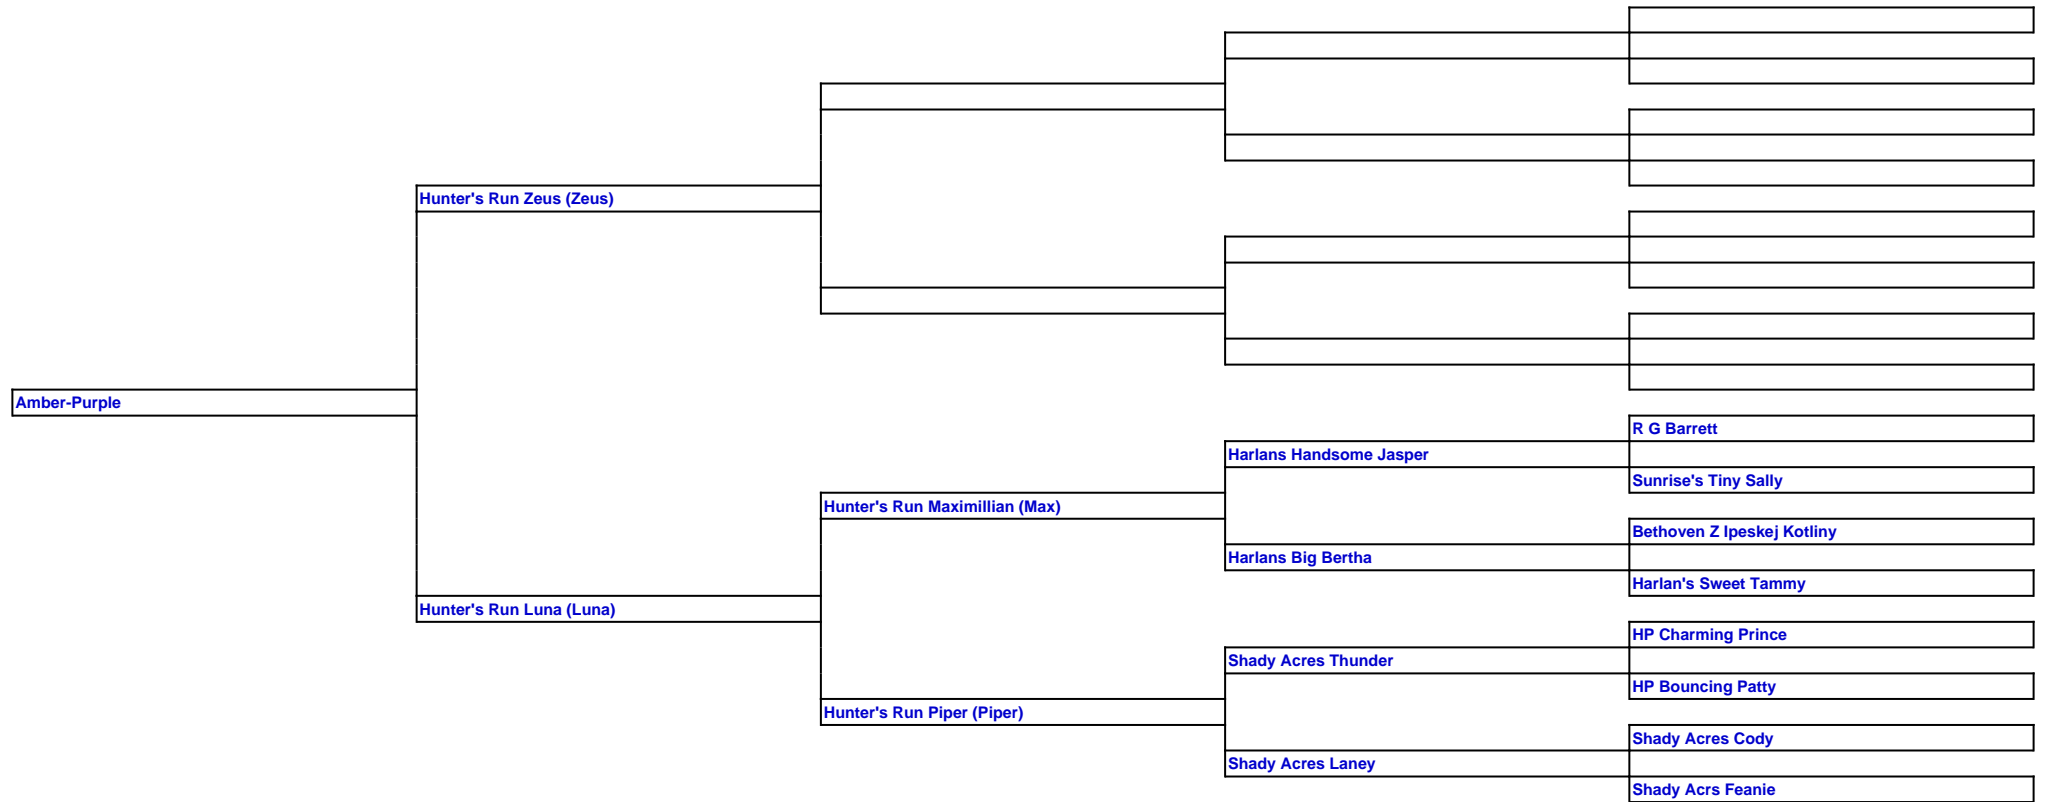 Hunter's Run Zeus (Zeus)
Amber-Purple
R G Barrett
Harlans Handsome Jasper
Sunrise's Tiny Sally
Hunter's Run Maximillian (Max)
Bethoven Z Ipeskej Kotliny
Harlans Big Bertha
Harlan's Sweet Tammy
Hunter's Run Luna (Luna)
HP Charming Prince
Shady Acres Thunder
HP Bouncing Patty
Hunter's Run Piper (Piper)
Shady Acres Cody
Shady Acres Laney
Shady Acrs Feanie